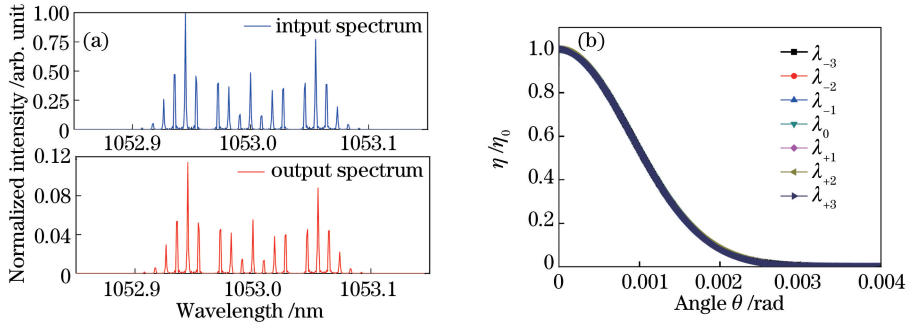 (a)
intput spectrum
1.00
0.75
0.50
0.25
0
1052.9
1053.0
1053.1
output spectrum
0.12
0.08
0.04
0
1052.9
1053.0
1053.1
Normalized intensity /arb. unit
Wavelength /nm
(b)
1.0
0.8
0.6
0.4
0.2
0
η/η₀
λ₋₃
λ₋₂
λ₋₁
λ₀
λ₊₁
λ₊₂
λ₊₃
0
0.001
0.002
0.003
0.004
Angle θ /rad